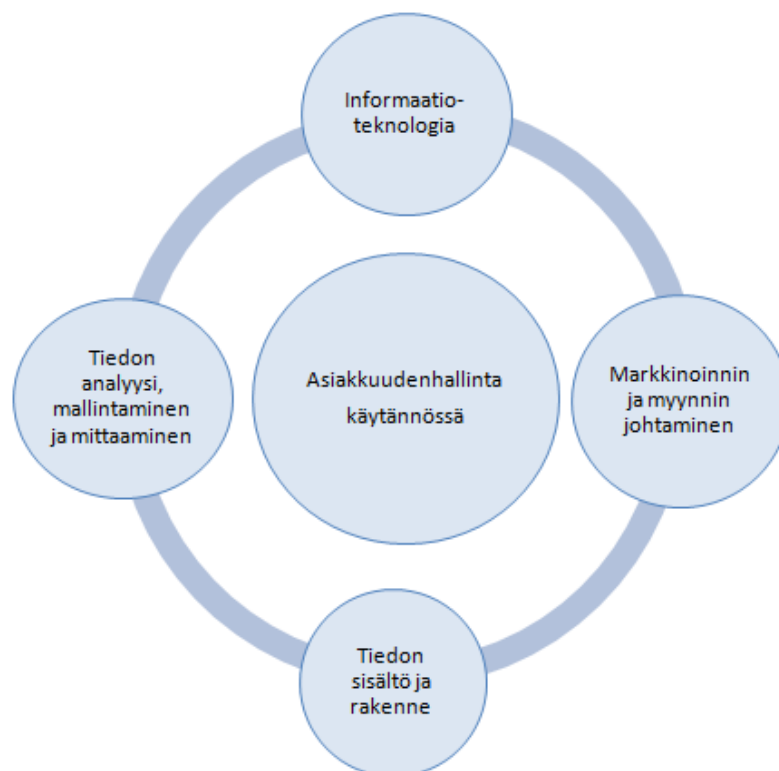 Informaatio-
teknologia
Tiedon
analyysi,
mallintaminen
ja mittaaminen
Asiakkuudenhallinta
käytännössä
Markkinoinnin
ja myynnin
johtaminen
Tiedon
sisältö ja
rakenne